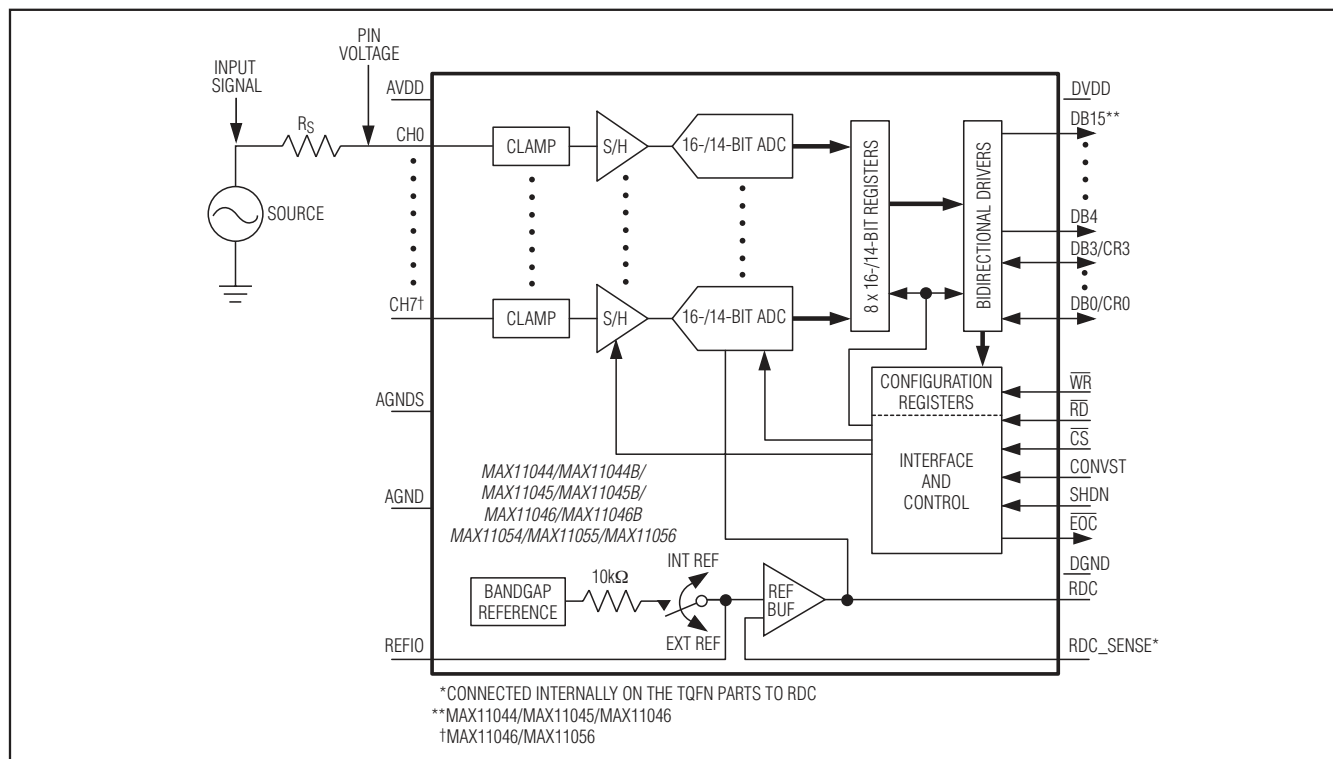 PIN
VOLTAGE
INPUT
SIGNAL
RS
SOURCE
AVDD
CH0
CH7†
AGNDS
AGND
REFIO
CLAMP
S/H
16-/14-BIT ADC
CLAMP
S/H
16-/14-BIT ADC
8 x 16-/14-BIT REGISTERS
BIDIRECTIONAL DRIVERS
CONFIGURATION
REGISTERS
INTERFACE
AND
CONTROL
MAX11044/MAX11044B/
MAX11045/MAX11045B/
MAX11046/MAX11046B
MAX11054/MAX11055/MAX11056
BANDGAP
REFERENCE
10kΩ
INT REF
EXT REF
REF
BUF
DVDD
DB15**
DB4
DB3/CR3
DB0/CR0
WR
RD
CS
CONVST
SHDN
EOC
DGND
RDC
RDC_SENSE*
*CONNECTED INTERNALLY ON THE TQFN PARTS TO RDC
**MAX11044/MAX11045/MAX11046
†MAX11046/MAX11056